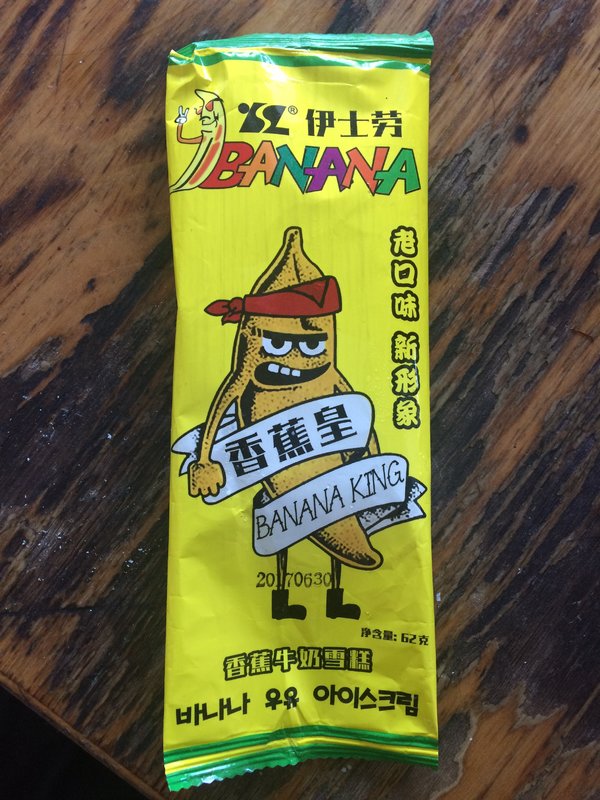 YSL® 伊士劳
BANANA
老口味 新形象
香蕉皇
BANANA KING
20170630
净含量: 62克
香蕉牛奶雪糕
바나나 우유 아이스크림